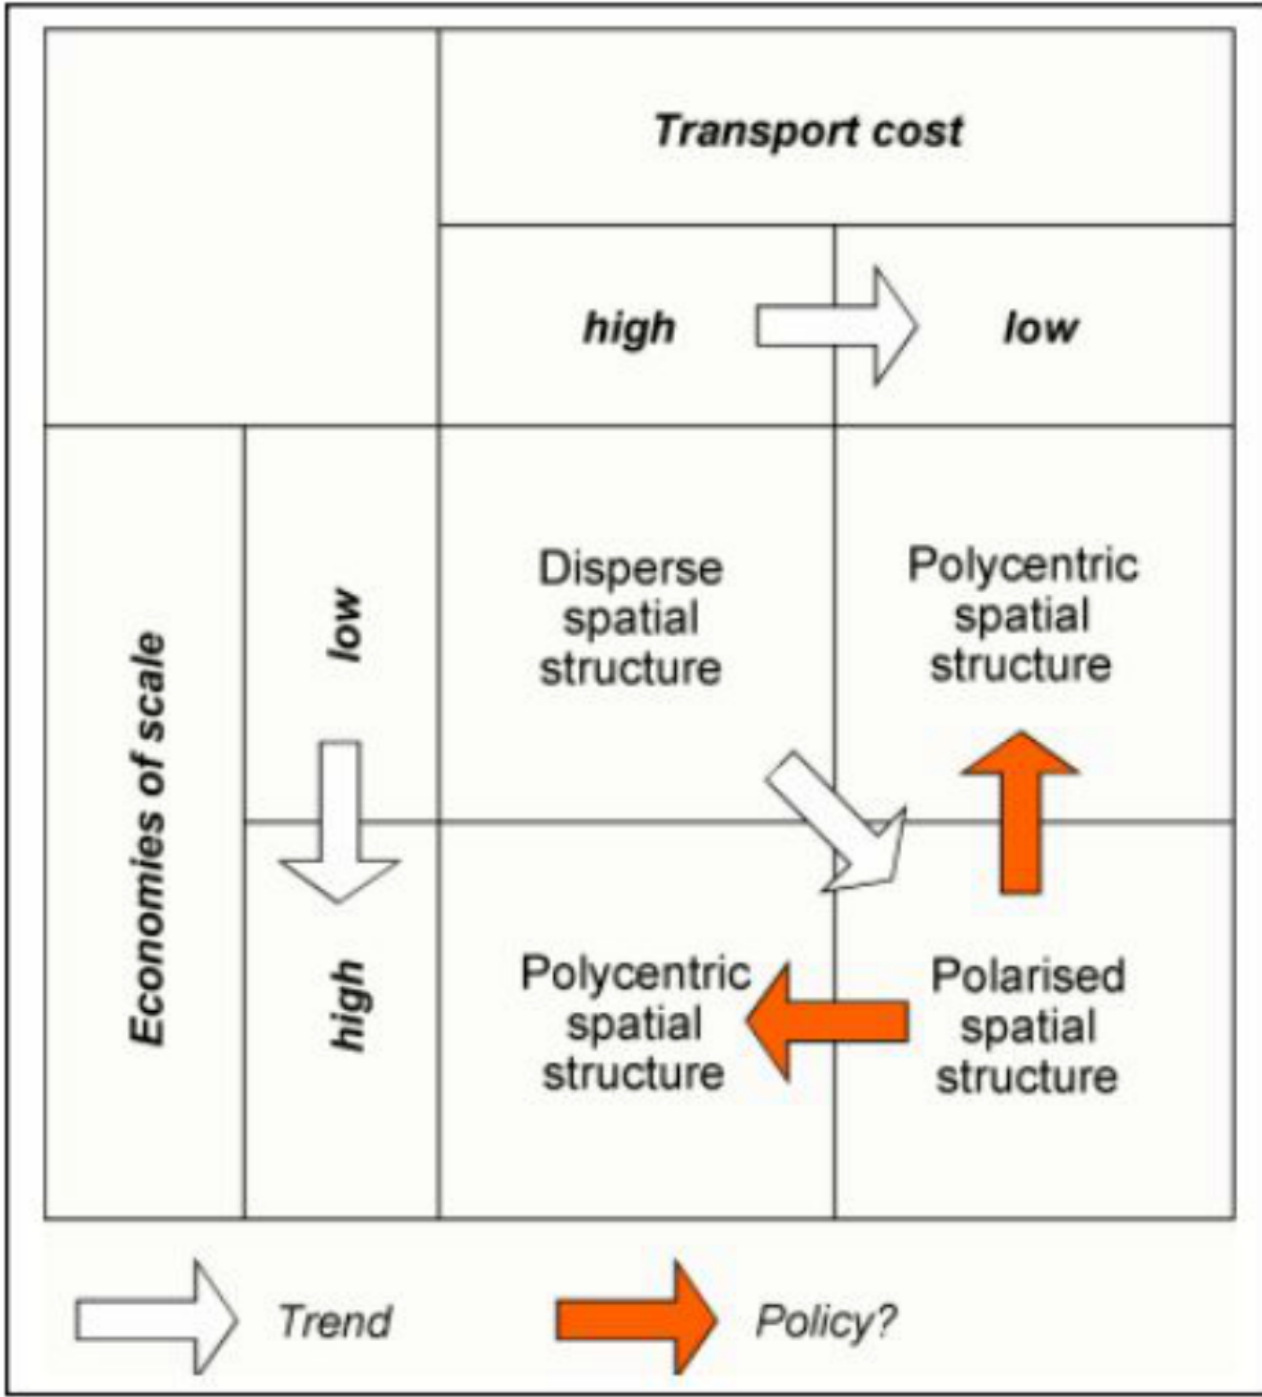 Transport cost
high
low
Economies of scale
low
high
Disperse
spatial
structure
Polycentric
spatial
structure
Polycentric
spatial
structure
Polarised
spatial
structure
Trend
Policy?